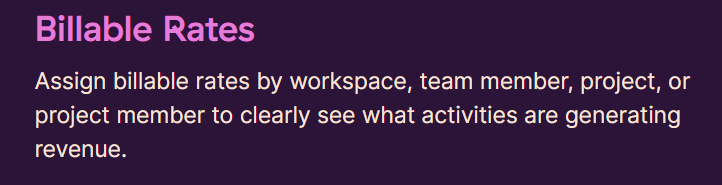 Billable Rates
Assign billable rates by workspace, team member, project, or
project member to clearly see what activities are generating
revenue.